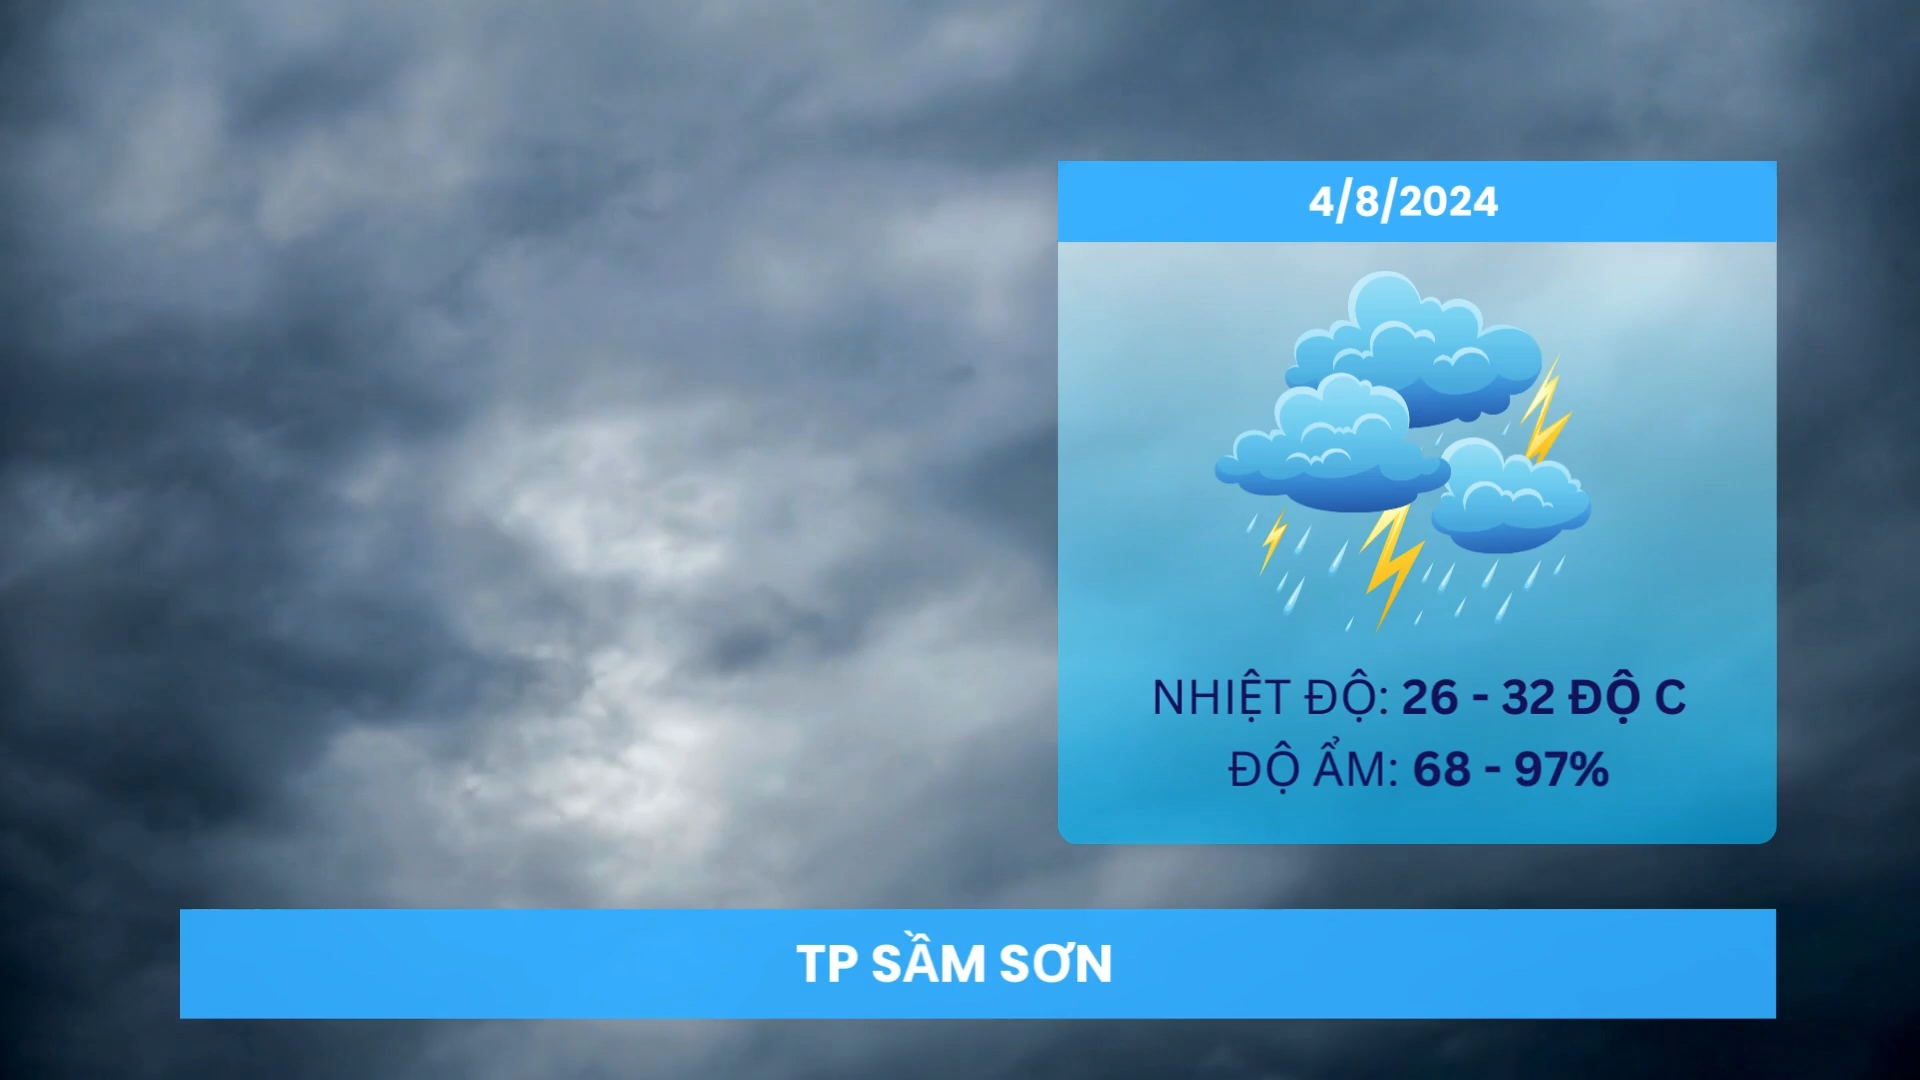 4/8/2024
NHIỆT ĐỘ: 26 - 32 ĐỘ C
ĐỘ ẨM: 68 - 97%
TP SẦM SƠN